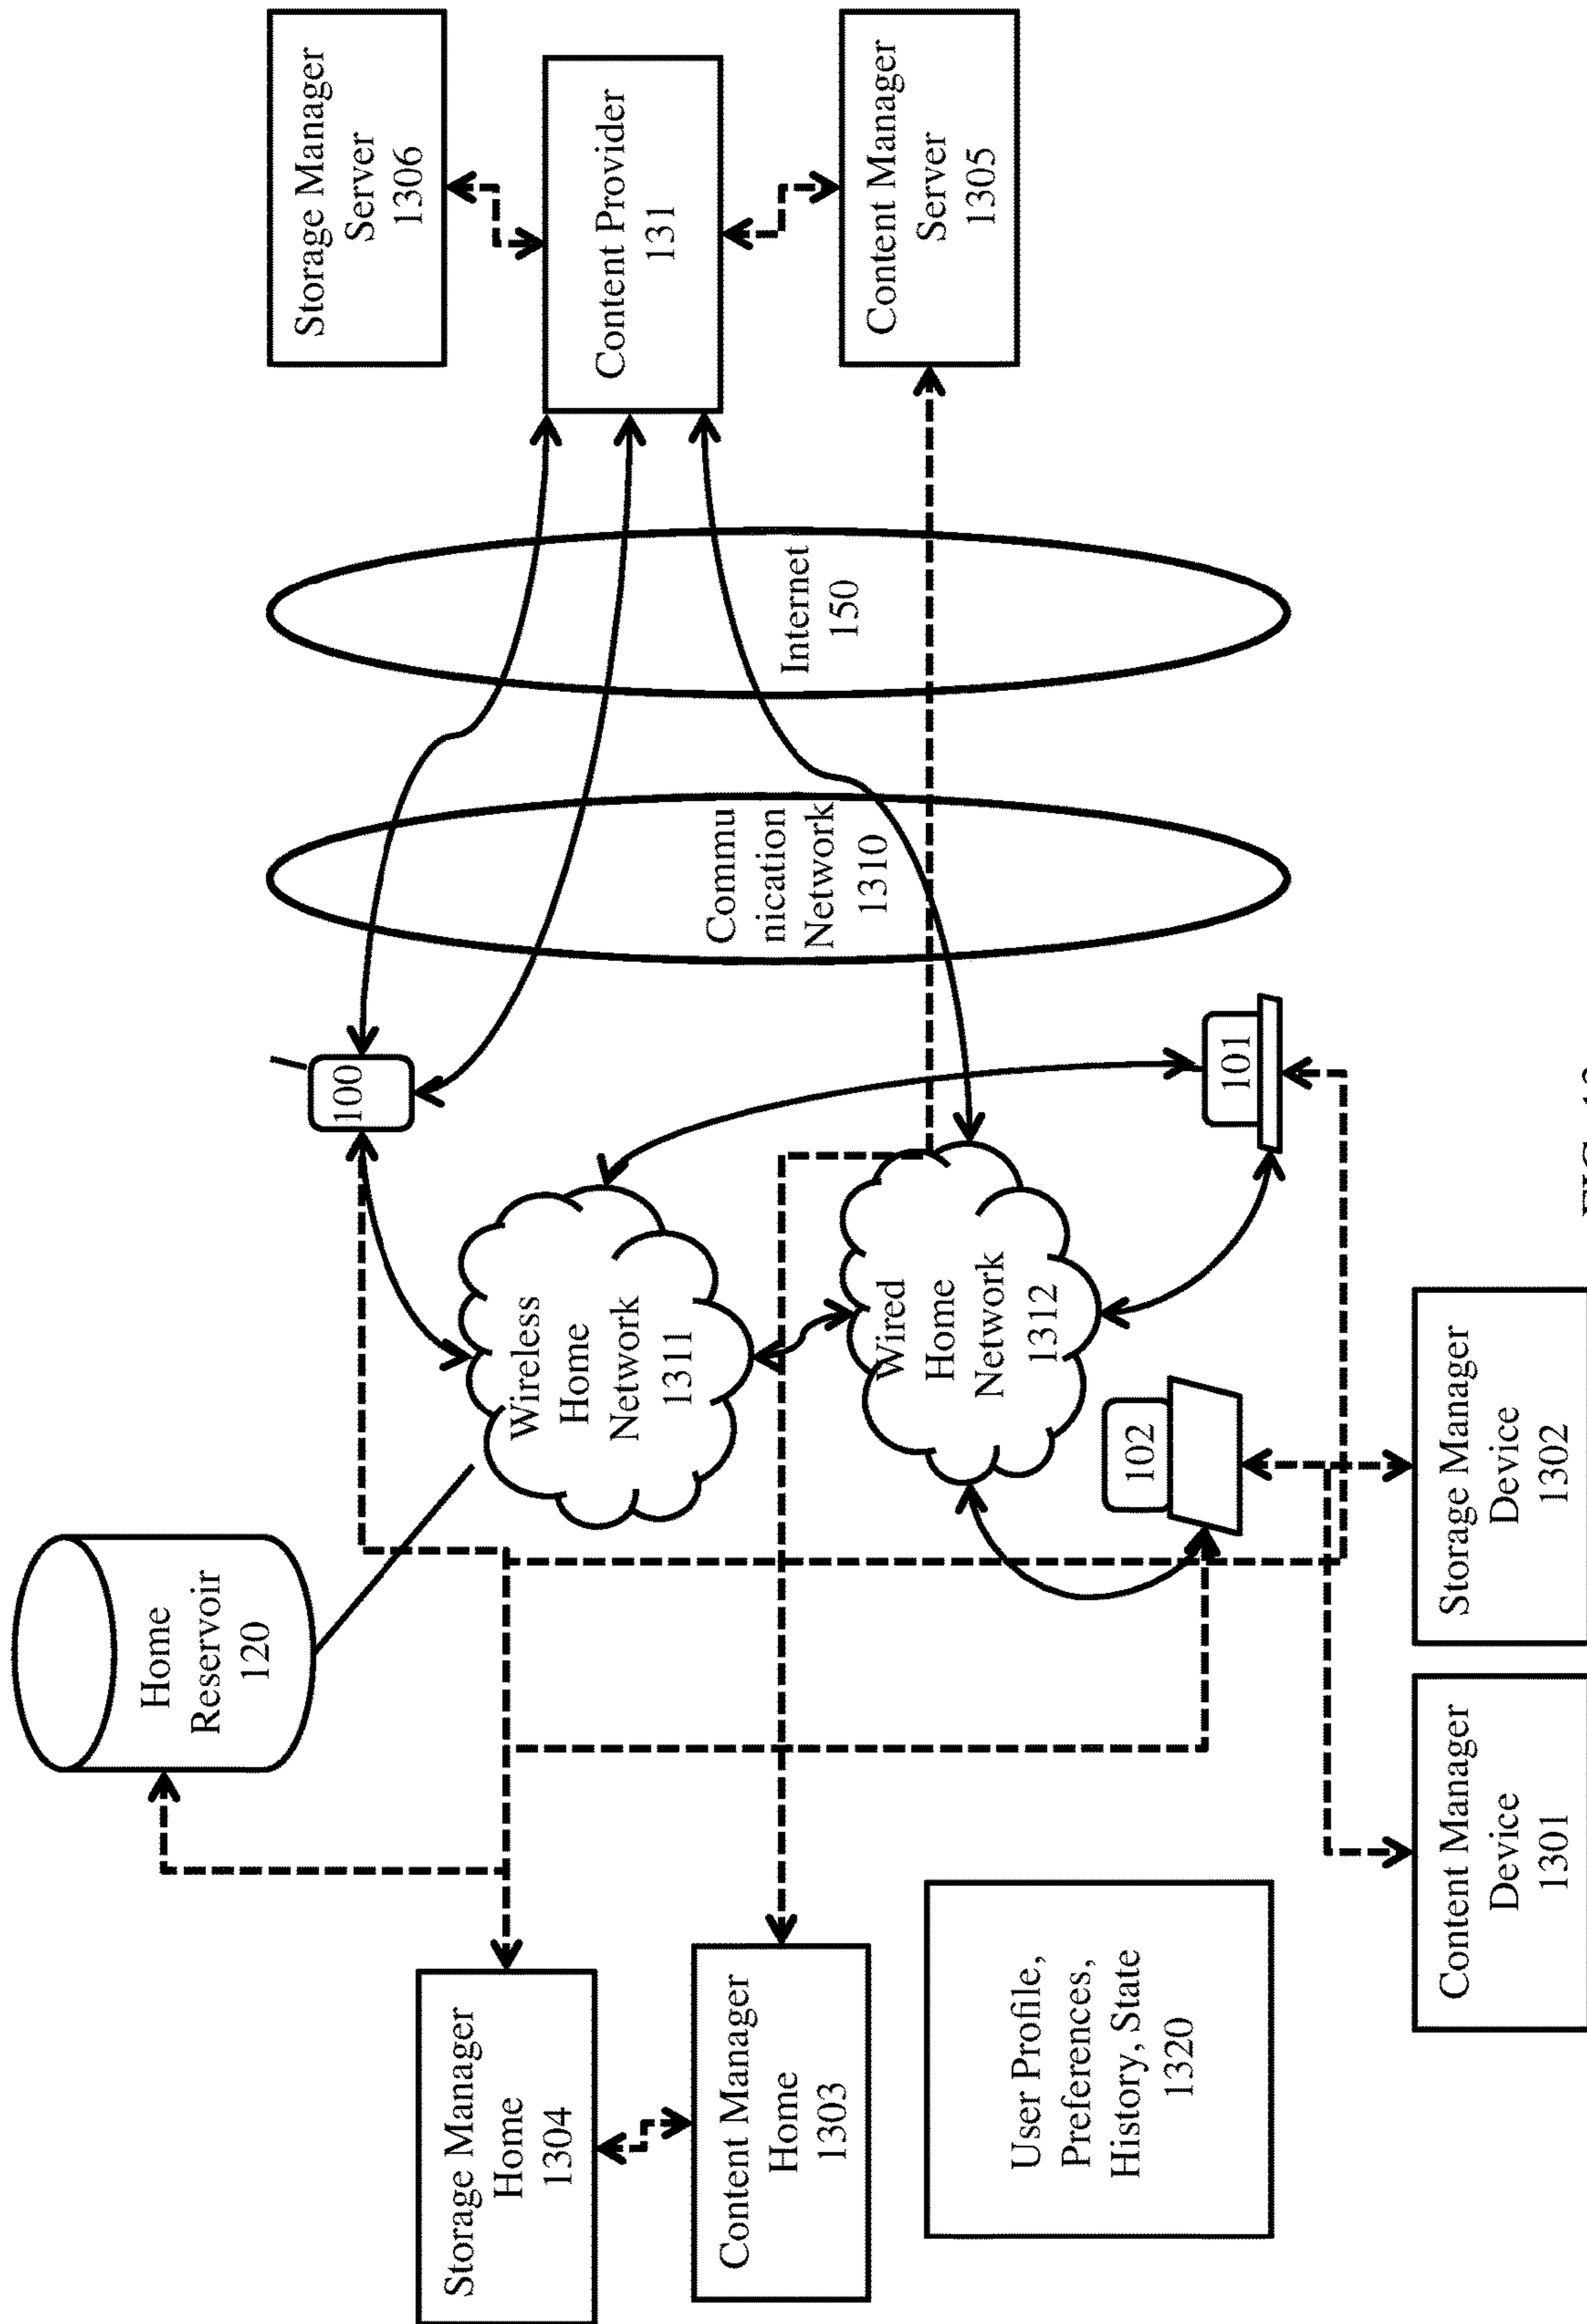 Home
Reservoir
120
100
Storage Manager
Server
1306
Storage Manager
Home
1304
Wireless
Home
Network
1311
Content Provider
131
Content Manager
Home
1303
Commu
nication
Network
1310
Internet
150
Wired
Home
Network
1312
Content Manager
Server
1305
User Profile,
Preferences,
History, State
1320
102
101
Content Manager
Device
1301
Storage Manager
Device
1302
FIG.